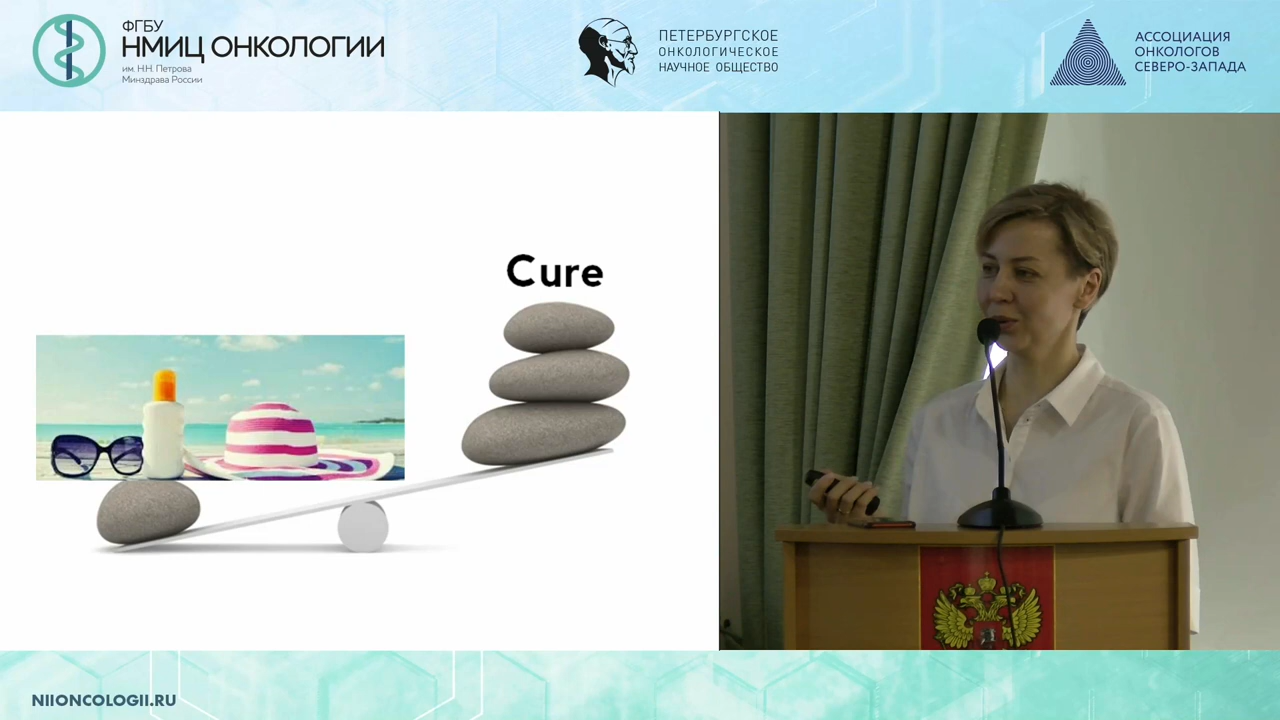 ФГБУ
НМИЦ ОНКОЛОГИИ
им. Н.Н. Петрова
Минздрава России
ПЕТЕРБУРГСКОЕ
ОНКОЛОГИЧЕСКОЕ
НАУЧНОЕ ОБЩЕСТВО
АССОЦИАЦИЯ
ОНКОЛОГОВ
СЕВЕРО-ЗАПАДА
Cure
NIIONCOLOGII.RU